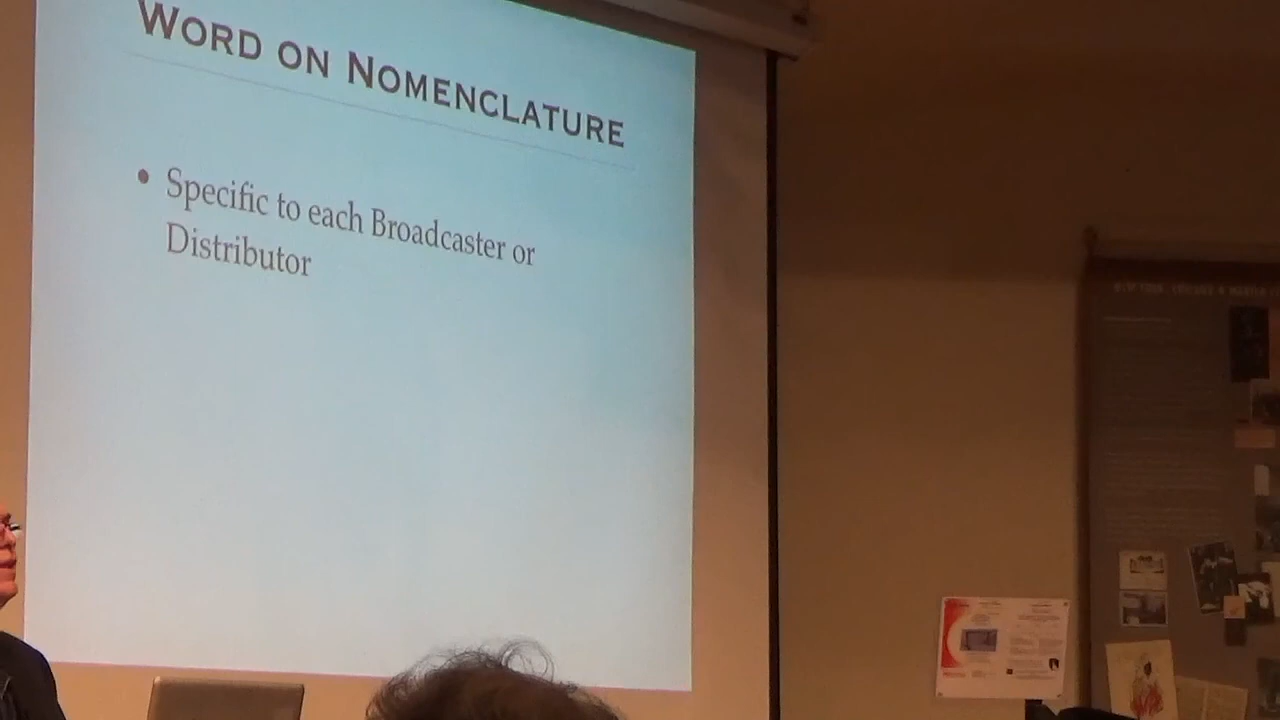 WORD ON NOMENCLATURE
• Specific to each Broadcaster or
Distributor